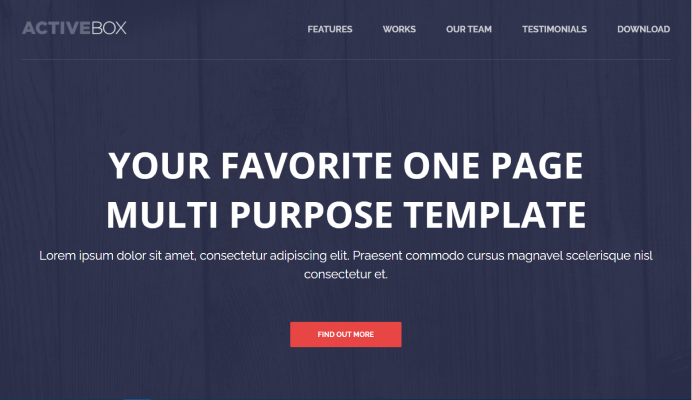 ACTIVEBOX
FEATURES WORKS OUR TEAM TESTIMONIALS DOWNLOAD
YOUR FAVORITE ONE PAGE
MULTI PURPOSE TEMPLATE
Lorem ipsum dolor sit amet, consectetur adipiscing elit. Praesent commodo cursus magnavel scelerisque nisl
consectetur et.
FIND OUT MORE